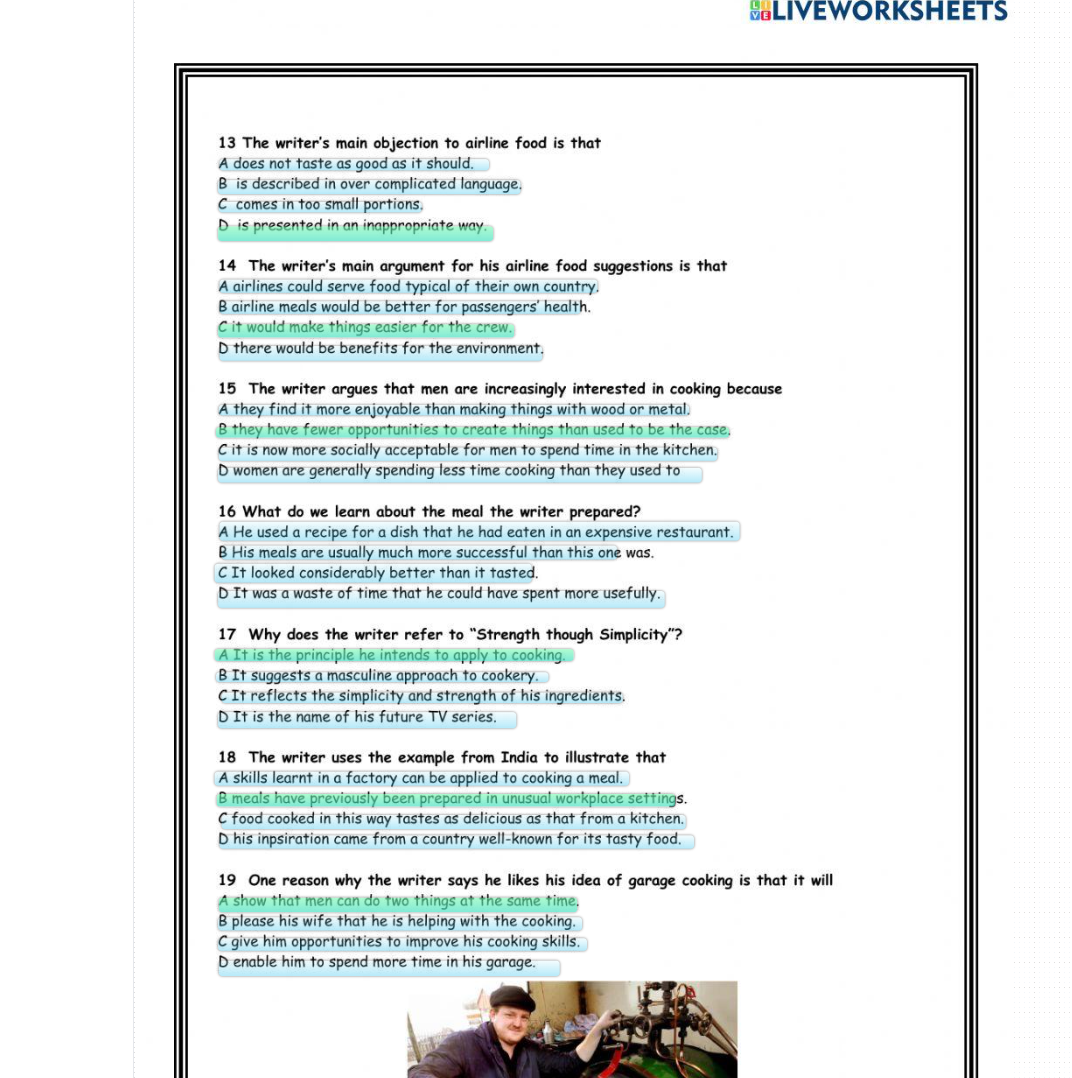 LIVE LIVEWORKSHEETS
13 The writer's main objection to airline food is that
A does not taste as good as it should.
B is described in over complicated language.
C comes in too small portions.
D is presented in an inappropriate way.
14 The writer's main argument for his airline food suggestions is that
A airlines could serve food typical of their own country.
B airline meals would be better for passengers' health.
C it would make things easier for the crew.
D there would be benefits for the environment.
15 The writer argues that men are increasingly interested in cooking because
A they find it more enjoyable than making things with wood or metal.
B they have fewer opportunities to create things than used to be the case.
C it is now more socially acceptable for men to spend time in the kitchen.
D women are generally spending less time cooking than they used to
16 What do we learn about the meal the writer prepared?
A He used a recipe for a dish that he had eaten in an expensive restaurant.
B His meals are usually much more successful than this one was.
C It looked considerably better than it tasted.
D It was a waste of time that he could have spent more usefully.
17 Why does the writer refer to “Strength though Simplicity”?
A It is the principle he intends to apply to cooking.
B It suggests a masculine approach to cookery.
C It reflects the simplicity and strength of his ingredients.
D It is the name of his future TV series.
18 The writer uses the example from India to illustrate that
A skills learnt in a factory can be applied to cooking a meal.
B meals have previously been prepared in unusual workplace settings.
C food cooked in this way tastes as delicious as that from a kitchen.
D his inpsiration came from a country well-known for its tasty food.
19 One reason why the writer says he likes his idea of garage cooking is that it will
A show that men can do two things at the same time.
B please his wife that he is helping with the cooking.
C give him opportunities to improve his cooking skills.
D enable him to spend more time in his garage.